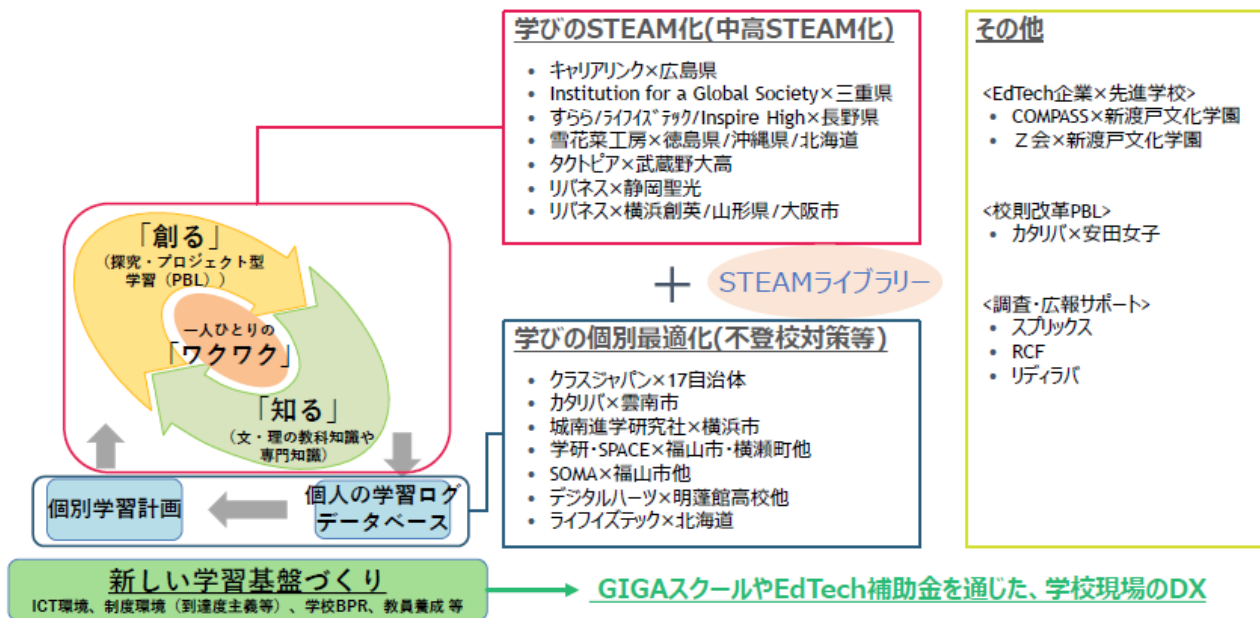 学びのSTEAM化(中高STEAM化)
• キャリアリンク×広島県
• Institution for a Global Society×三重県
• すらら/ライフイズテック/Inspire High×長野県
• 雪花菜工房×徳島県/沖縄県/北海道
• タクトピア×武蔵野大高
• リバネス×静岡聖光
• リバネス×横浜創英/山形県/大阪市
その他
<EdTech企業×先進学校>
• COMPASS×新渡戸文化学園
• Z会×新渡戸文化学園
<校則改革PBL>
• カタリバ×安田女子
<調査・広報サポート>
• スプリックス
• RCF
• リディラバ
+
STEAMライブラリー
「創る」
(探究・プロジェクト型
学習(PBL))
一人ひとりの
「ワクワク」
「知る」
(文・理の教科知識や
専門知識)
個別学習計画
個人の学習ログ
データベース
学びの個別最適化(不登校対策等)
• クラスジャパン×17自治体
• カタリバ×雲南市
• 城南進学研究社×横浜市
• 学研・SPACE×福山市・横瀬町他
• SOMA×福山市他
• デジタルハーツ×明蓬館高校他
• ライフイズテック×北海道
新しい学習基盤づくり
ICT環境、制度環境(到達度主義等)、学校BPR、教員養成 等
GIGAスクールやEdTech補助金を通じた、学校現場のDX